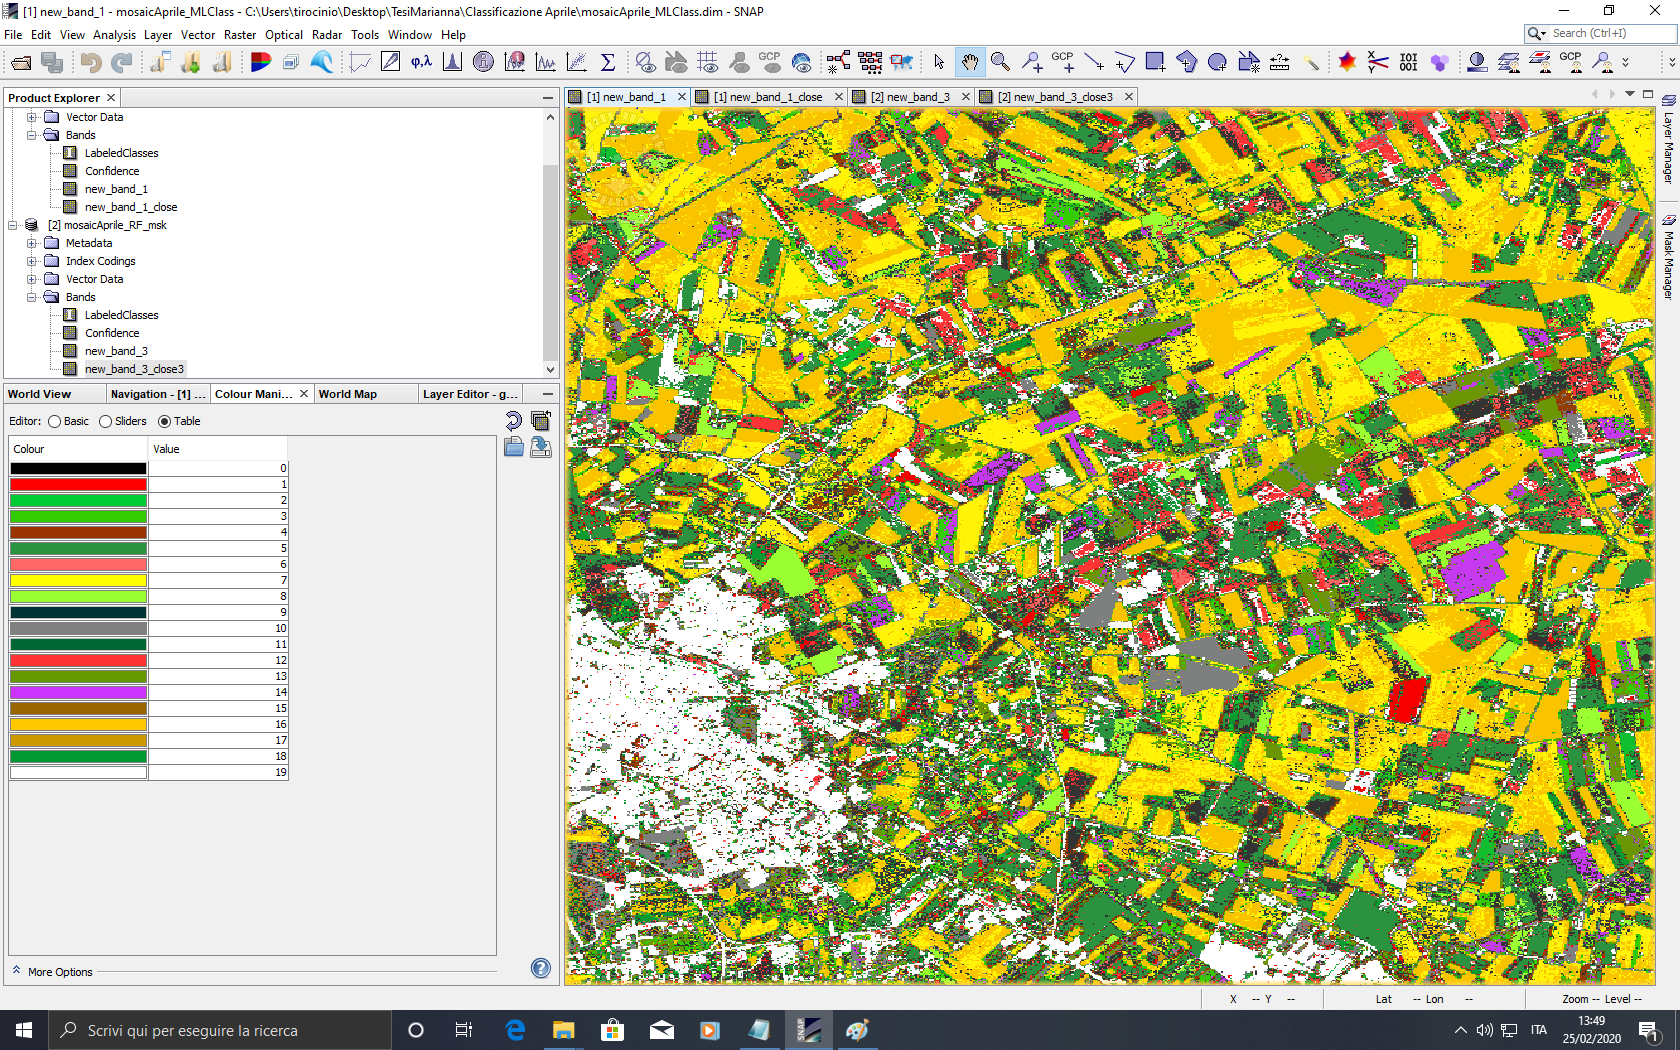 [1] new_band_1 - mosaicAprile_MLClass - C:\Users\tirocinio\Desktop\TesiMarianna\Classificazione Aprile\mosaicAprile_MLClass.dim - SNAP
File Edit View Analysis Layer Vector Raster Optical Radar Tools Window Help
Search (Ctrl+I)
φ,λ Σ GCP GCP GCP
Product Explorer
[1] new_band_1
[1] new_band_1_close
[2] new_band_3
[2] new_band_3_close3
Layer Manager
Mask Manager
Vector Data
Bands
LabeledClasses
Confidence
new_band_1
new_band_1_close
[2] mosaicAprile_RF_msk
Metadata
Index Codings
Vector Data
Bands
LabeledClasses
Confidence
new_band_3
new_band_3_close3
World View
Navigation - [1] ...
Colour Mani...
World Map
Layer Editor - g...
Editor: Basic Sliders Table
Colour Value
0
1
2
3
4
5
6
7
8
9
10
11
12
13
14
15
16
17
18
19
More Options
X -- Y -- Lat -- Lon -- Zoom -- Level --
Scrivi qui per eseguire la ricerca
SNAP
ITA
13:49
25/02/2020
1